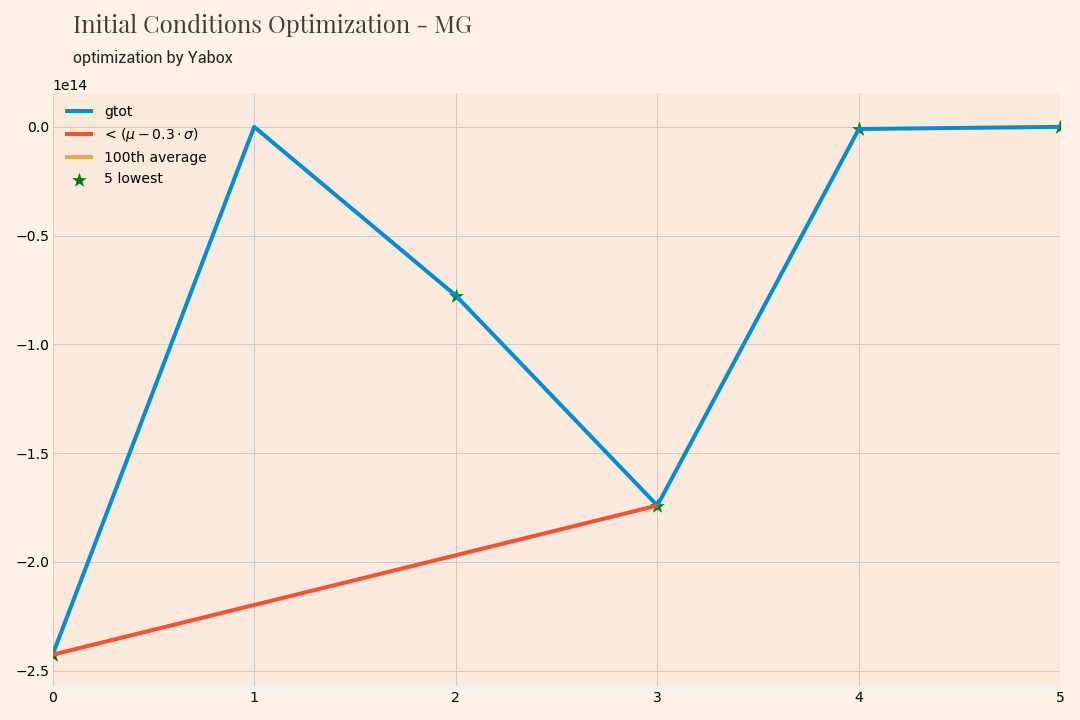 Initial Conditions Optimization - MG
optimization by Yabox
1e14
gtot
< (μ − 0.3 · σ)
100th average
5 lowest
0.0
−0.5
−1.0
−1.5
−2.0
−2.5
0 1 2 3 4 5